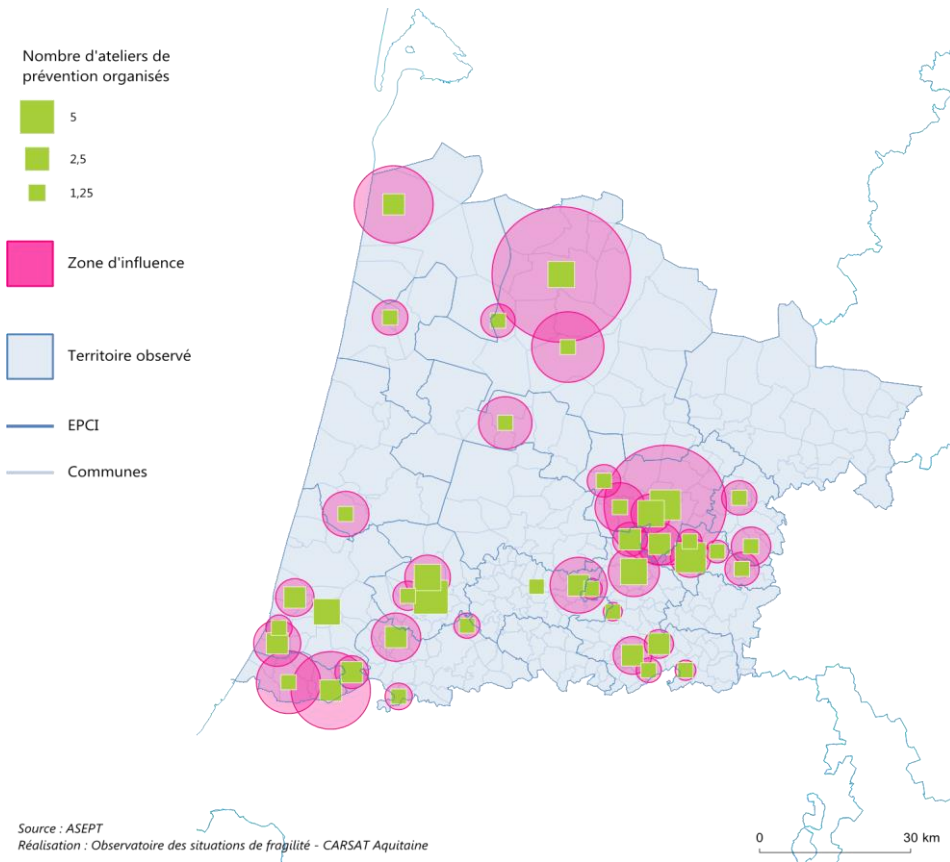 Nombre d'ateliers de
prévention organisés
5
2,5
1,25
Zone d'influence
Territoire observé
EPCI
Communes
Source : ASEPT
Réalisation : Observatoire des situations de fragilité - CARSAT Aquitaine
0 30 km